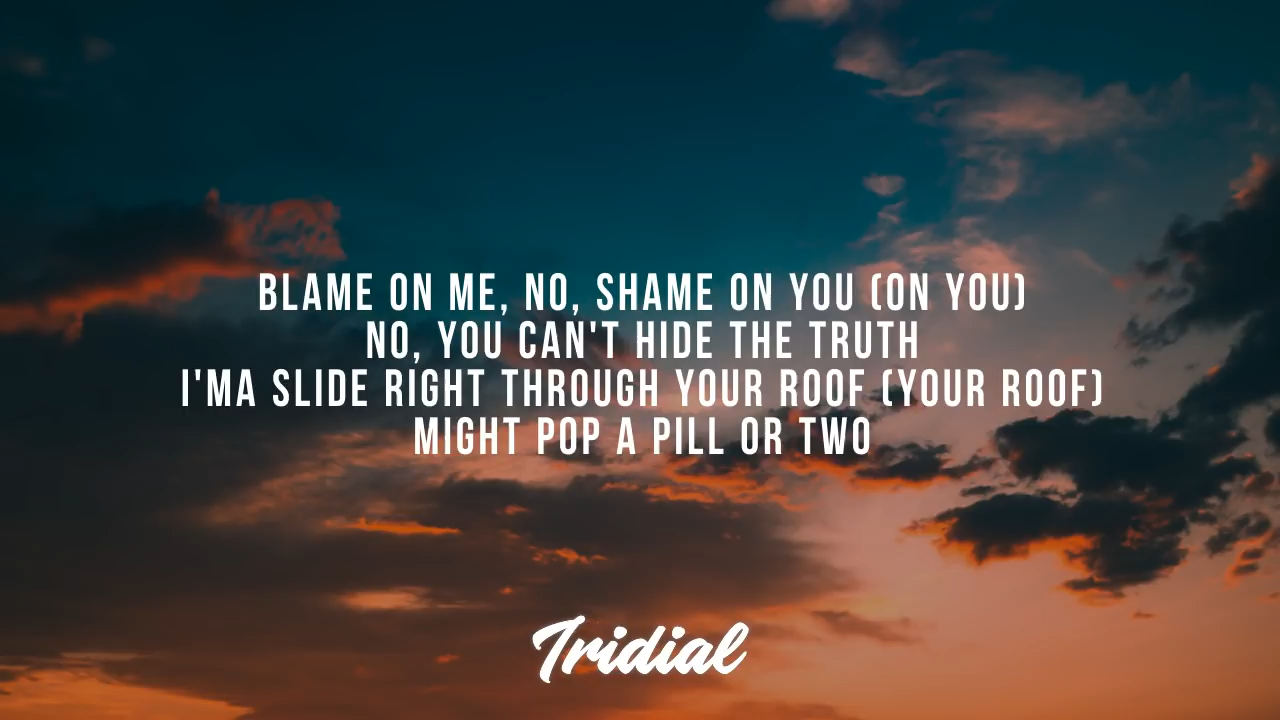 BLAME ON ME, NO, SHAME ON YOU (ON YOU)
NO, YOU CAN'T HIDE THE TRUTH
I'MA SLIDE RIGHT THROUGH YOUR ROOF (YOUR ROOF)
MIGHT POP A PILL OR TWO
Tridial